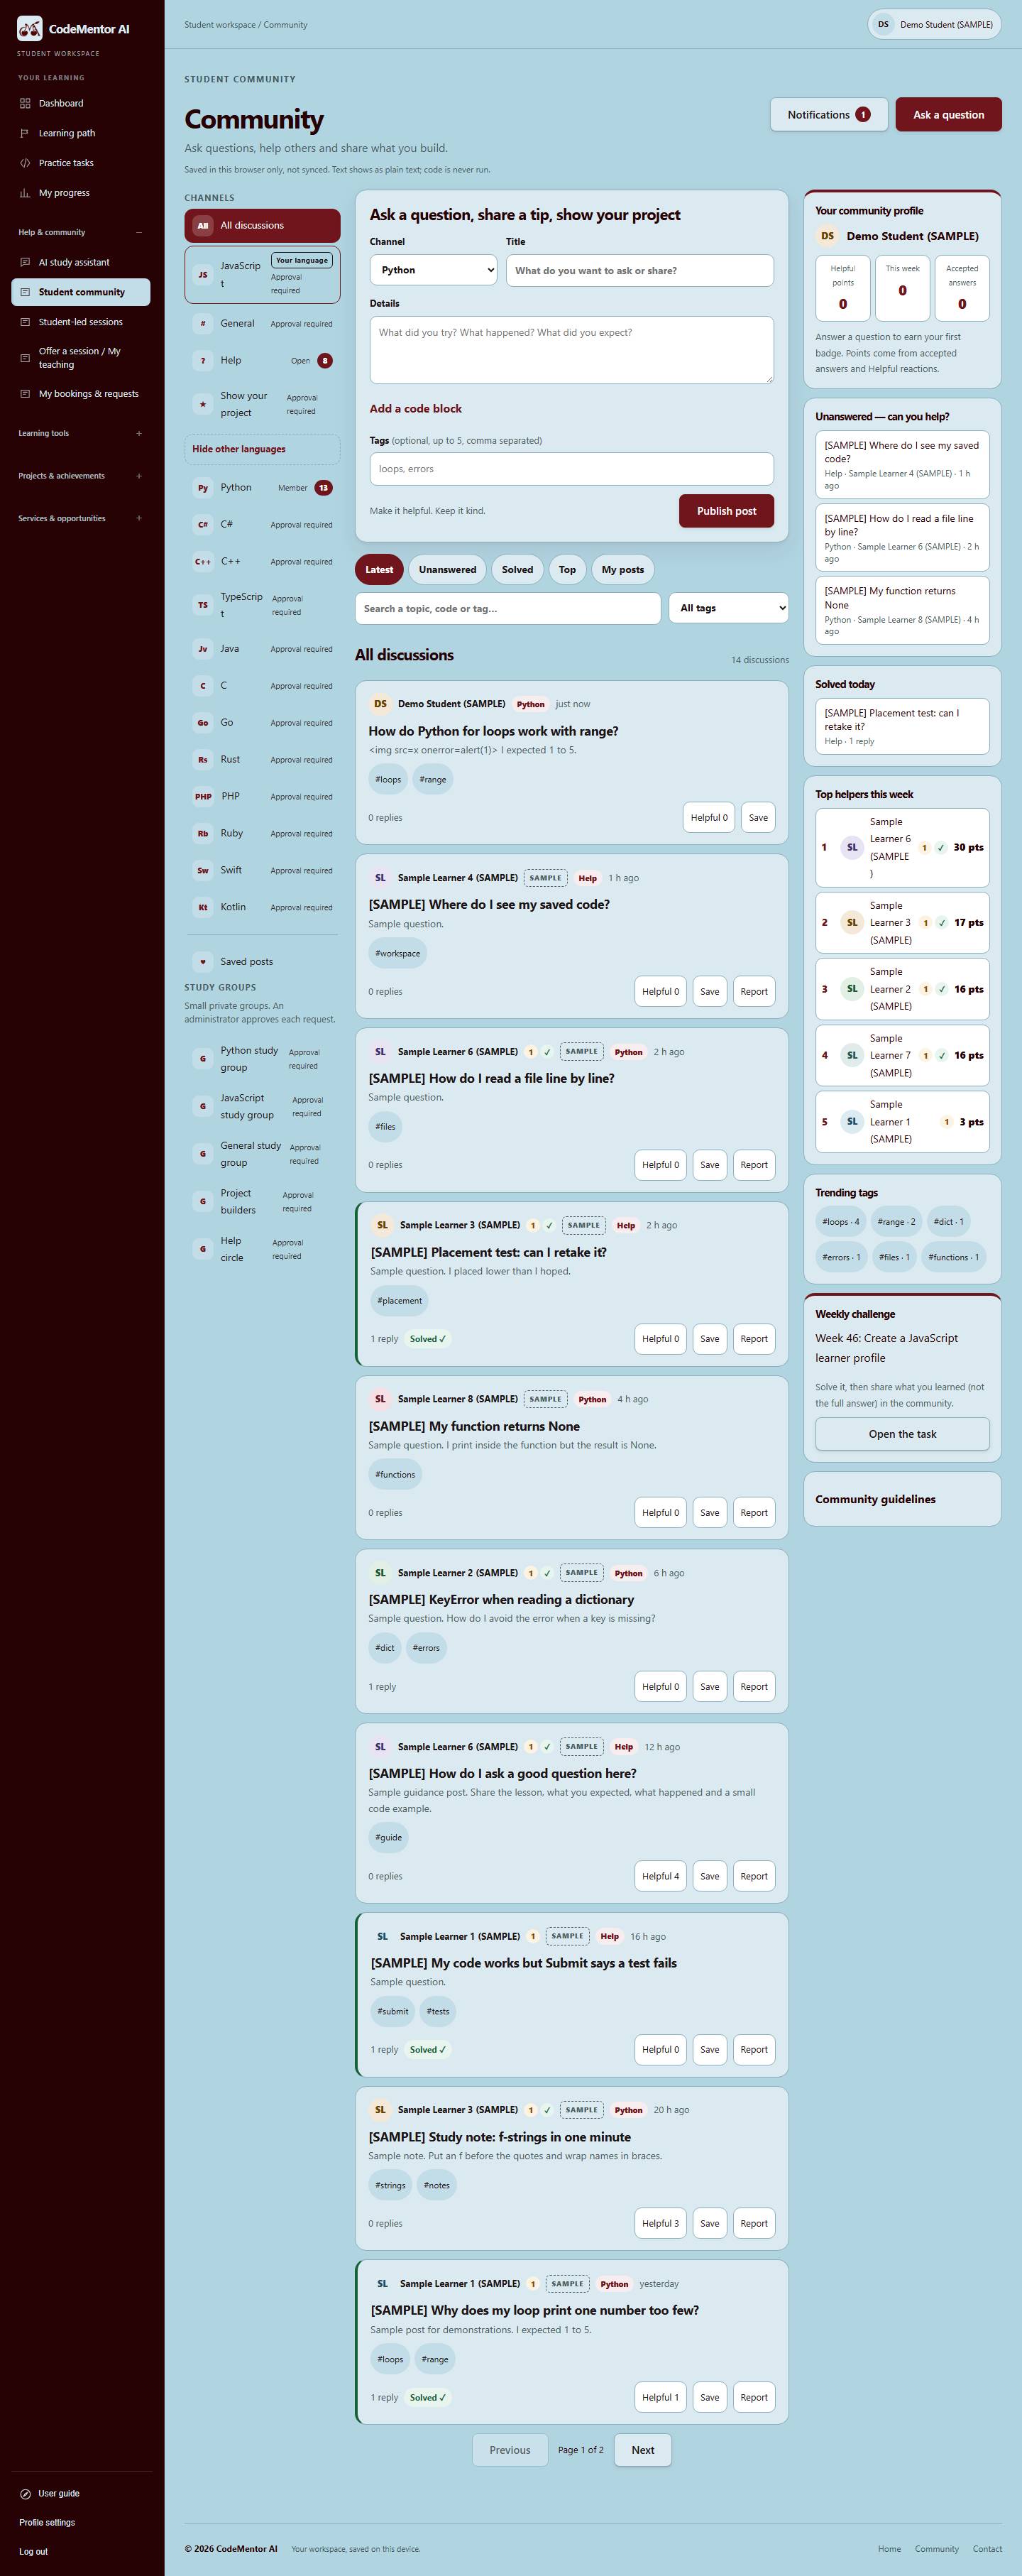 CodeMentor AI
STUDENT WORKSPACE
YOUR LEARNING
Dashboard
Learning path
Practice tasks
My progress
Help & community −
AI study assistant
Student community
Student-led sessions
Offer a session / My
teaching
My bookings & requests
Learning tools +
Projects & achievements +
Services & opportunities +
User guide
Profile settings
Log out
Student workspace / Community
DS Demo Student (SAMPLE)
STUDENT COMMUNITY
Community
Ask questions, help others and share what you build.
Saved in this browser only, not synced. Text shows as plain text; code is never run.
Notifications 1
Ask a question
CHANNELS
All All discussions
JS JavaScrip
t
Your language
Approval
required
# General Approval required
? Help Open 8
★ Show your
project
Approval
required
Hide other languages
Py Python Member 13
C# C# Approval required
C++ C++ Approval required
TS TypeScrip
t
Approval
required
Jv Java Approval required
C C Approval required
Go Go Approval required
Rs Rust Approval required
PHP PHP Approval required
Rb Ruby Approval required
Sw Swift Approval required
Kt Kotlin Approval required
♥ Saved posts
STUDY GROUPS
Small private groups. An
administrator approves each request.
G Python study
group
Approval
required
G JavaScript
study group
Approval
required
G General study
group
Approval
required
G Project
builders
Approval
required
G Help
circle
Approval
required
Ask a question, share a tip, show your project
Channel Title
Python What do you want to ask or share?
Details
What did you try? What happened? What did you expect?
Add a code block
Tags (optional, up to 5, comma separated)
loops, errors
Make it helpful. Keep it kind.
Publish post
Latest Unanswered Solved Top My posts
Search a topic, code or tag...
All tags
All discussions 14 discussions
DS Demo Student (SAMPLE) Python just now
How do Python for loops work with range?
<img src=x onerror=alert(1)> I expected 1 to 5.
#loops #range
0 replies Helpful 0 Save
SL Sample Learner 4 (SAMPLE) SAMPLE Help 1 h ago
[SAMPLE] Where do I see my saved code?
Sample question.
#workspace
0 replies Helpful 0 Save Report
SL Sample Learner 6 (SAMPLE) 1 ✓ SAMPLE Python 2 h ago
[SAMPLE] How do I read a file line by line?
Sample question.
#files
0 replies Helpful 0 Save Report
SL Sample Learner 3 (SAMPLE) 1 ✓ SAMPLE Help 2 h ago
[SAMPLE] Placement test: can I retake it?
Sample question. I placed lower than I hoped.
#placement
1 reply Solved ✓ Helpful 0 Save Report
SL Sample Learner 8 (SAMPLE) SAMPLE Python 4 h ago
[SAMPLE] My function returns None
Sample question. I print inside the function but the result is None.
#functions
0 replies Helpful 0 Save Report
SL Sample Learner 2 (SAMPLE) 1 ✓ SAMPLE Python 6 h ago
[SAMPLE] KeyError when reading a dictionary
Sample question. How do I avoid the error when a key is missing?
#dict #errors
1 reply Helpful 0 Save Report
SL Sample Learner 6 (SAMPLE) 1 ✓ SAMPLE Help 12 h ago
[SAMPLE] How do I ask a good question here?
Sample guidance post. Share the lesson, what you expected, what happened and a small
code example.
#guide
0 replies Helpful 4 Save Report
SL Sample Learner 1 (SAMPLE) 1 SAMPLE Help 16 h ago
[SAMPLE] My code works but Submit says a test fails
Sample question.
#submit #tests
1 reply Solved ✓ Helpful 0 Save Report
SL Sample Learner 3 (SAMPLE) 1 ✓ SAMPLE Python 20 h ago
[SAMPLE] Study note: f-strings in one minute
Sample note. Put an f before the quotes and wrap names in braces.
#strings #notes
0 replies Helpful 3 Save Report
SL Sample Learner 1 (SAMPLE) 1 SAMPLE Python yesterday
[SAMPLE] Why does my loop print one number too few?
Sample post for demonstrations. I expected 1 to 5.
#loops #range
1 reply Solved ✓ Helpful 1 Save Report
Previous Page 1 of 2 Next
Your community profile
DS Demo Student (SAMPLE)
Helpful
points
0
This week
0
Accepted
answers
0
Answer a question to earn your first
badge. Points come from accepted
answers and Helpful reactions.
Unanswered — can you help?
[SAMPLE] Where do I see my saved
code?
Help · Sample Learner 4 (SAMPLE) · 1 h
ago
[SAMPLE] How do I read a file line
by line?
Python · Sample Learner 6 (SAMPLE) · 2 h
ago
[SAMPLE] My function returns
None
Python · Sample Learner 8 (SAMPLE) · 4 h
ago
Solved today
[SAMPLE] Placement test: can I
retake it?
Help · 1 reply
Top helpers this week
1 SL Sample
Learner 6
(SAMPLE
)
1 ✓ 30 pts
2 SL Sample
Learner 3
(SAMPLE)
1 ✓ 17 pts
3 SL Sample
Learner 2
(SAMPLE)
1 ✓ 16 pts
4 SL Sample
Learner 7
(SAMPLE)
1 ✓ 16 pts
5 SL Sample
Learner 1
(SAMPLE)
1 3 pts
Trending tags
#loops · 4 #range · 2 #dict · 1
#errors · 1 #files · 1 #functions · 1
Weekly challenge
Week 46: Create a JavaScript
learner profile
Solve it, then share what you learned (not
the full answer) in the community.
Open the task
Community guidelines
© 2026 CodeMentor AI Your workspace, saved on this device.
Home Community Contact